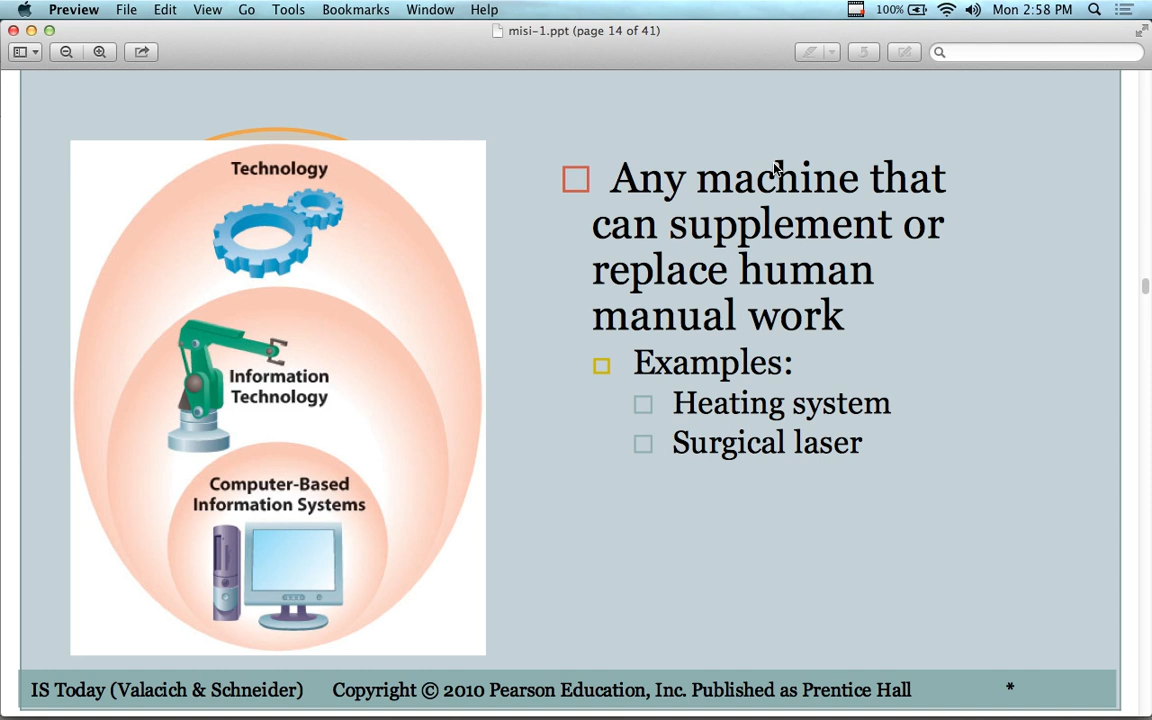 Preview File Edit View Go Tools Bookmarks Window Help 100% Mon 2:58 PM
misi-1.ppt (page 14 of 41)
Technology
Information
Technology
Computer-Based
Information Systems
Any machine that
can supplement or
replace human
manual work
Examples:
Heating system
Surgical laser
IS Today (Valacich & Schneider) Copyright © 2010 Pearson Education, Inc. Published as Prentice Hall *